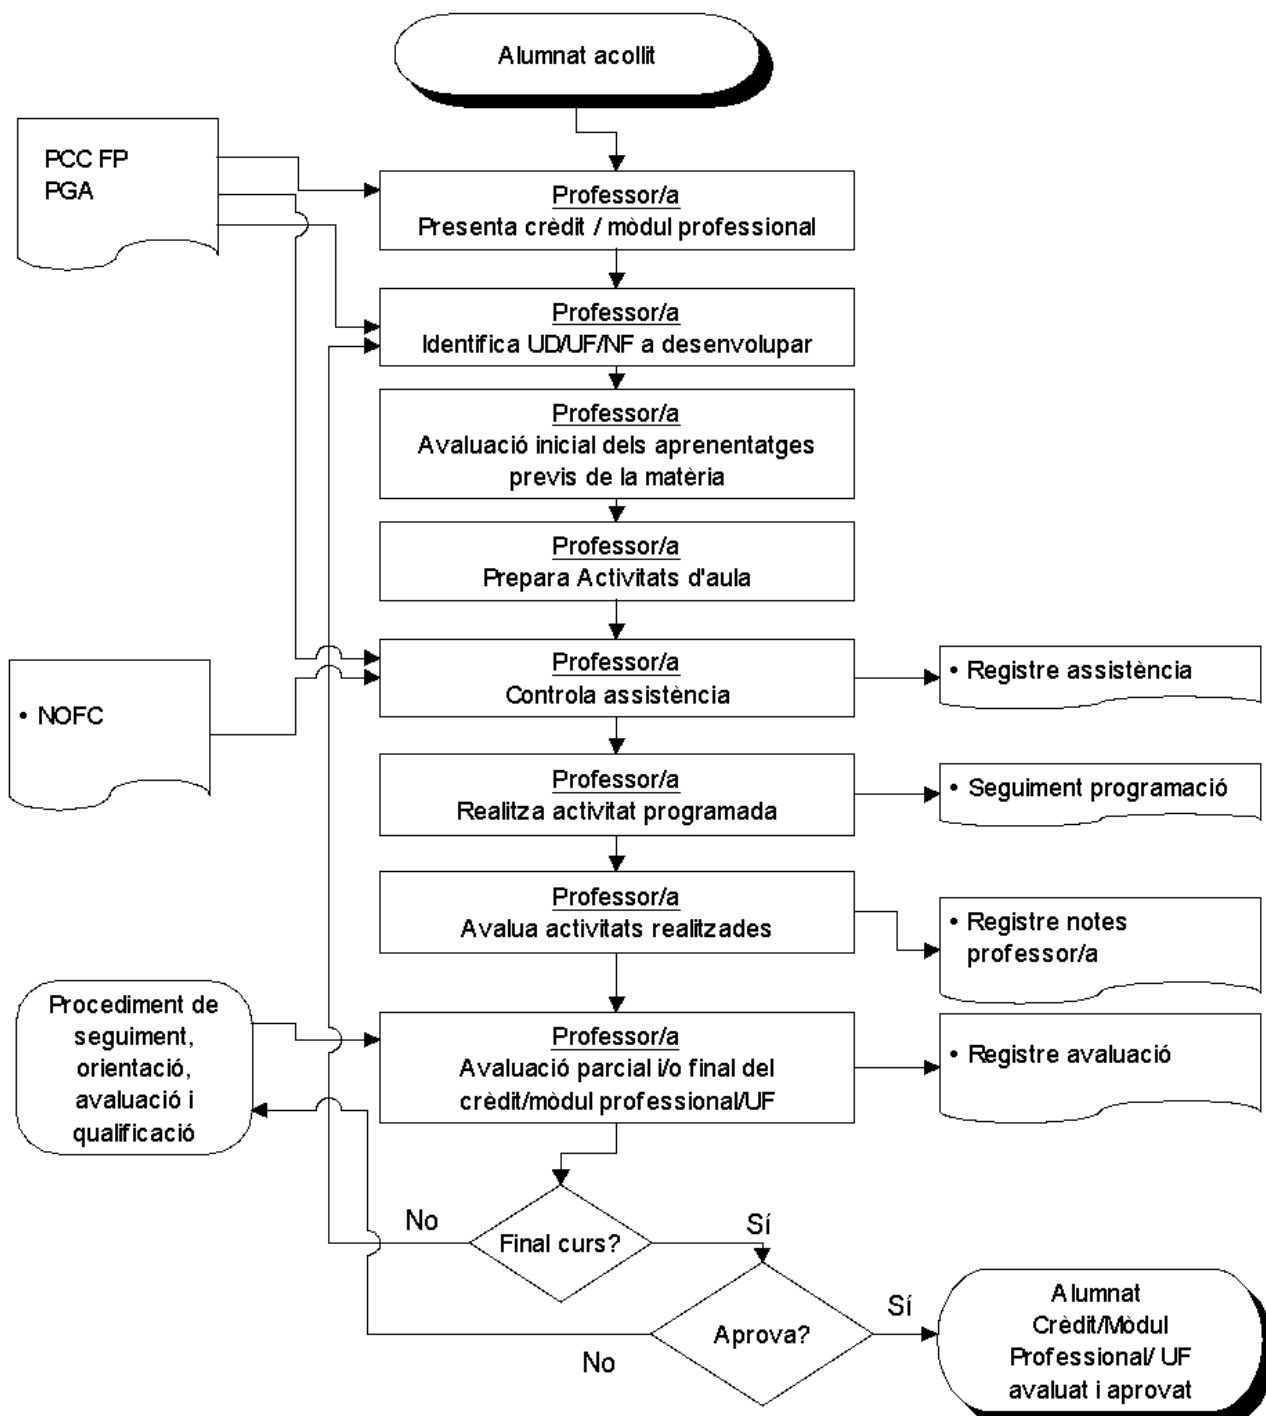 Alumnat acollit
PCC FP
PGA
Professor/a
Presenta crèdit / mòdul professional
Professor/a
Identifica UD/UF/NF a desenvolupar
Professor/a
Avaluació inicial dels aprenentatges
previs de la matèria
Professor/a
Prepara Activitats d'aula
• NOFC
Professor/a
Controla assistència
• Registre assistència
Professor/a
Realitza activitat programada
• Seguiment programació
Professor/a
Avalua activitats realitzades
• Registre notes
professor/a
Procediment de
seguiment,
orientació,
avaluació i
qualificació
Professor/a
Avaluació parcial i/o final del
crèdit/mòdul professional/UF
• Registre avaluació
No
Final curs?
Sí
No
Aprova?
Sí
Alumnat
Crèdit/Mòdul
Professional/ UF
avaluat i aprovat